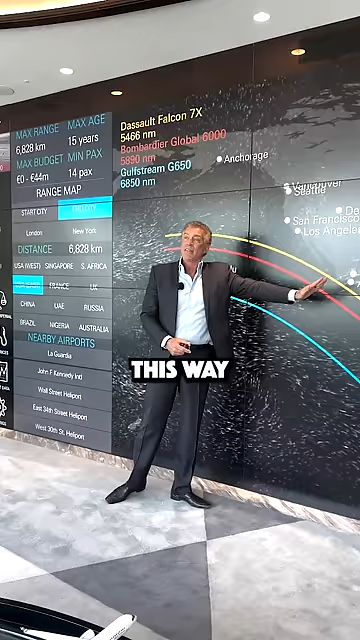 MAX RANGE
6,828 km
MAX AGE
15 years
MAX BUDGET
€0 - €44m
MIN PAX
14 pax
RANGE MAP
START CITY
END CITY
London
New York
DISTANCE
6,828 km
USA (WEST)
SINGAPORE
S. AFRICA
FRANCE
UK
CHINA
UAE
RUSSIA
BRAZIL
NIGERIA
AUSTRALIA
NEARBY AIRPORTS
La Guardia
John F Kennedy Intl
Wall Street Heliport
East 34th Street Heliport
West 30th St. Heliport
Dassault Falcon 7X
5466 nm
Bombardier Global 6000
5890 nm
Gulfstream G650
6850 nm
Anchorage
Vancouver
Seattle
San Francisco
Los Angeles
THIS WAY